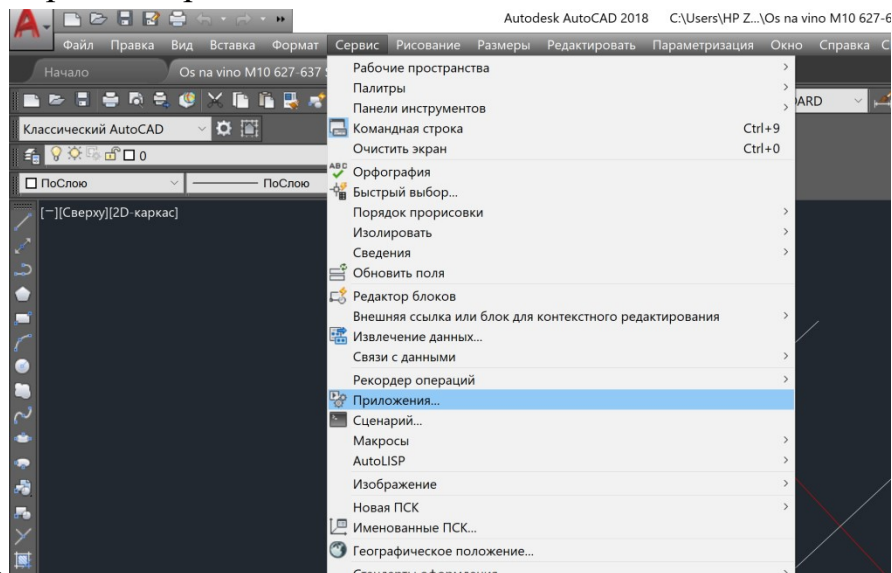 Autodesk AutoCAD 2018 C:\Users\HP Z...\Os na vino M10 627-6
Файл Правка Вид Вставка Формат Сервис Рисование Размеры Редактировать Параметризация Окно Справка С
Начало Os na vino M10 627-637
Рабочие пространства
Палитры
Панели инструментов
ARD
Классический AutoCAD
Командная строка Ctrl+9
Очистить экран Ctrl+0
0
ABC
Орфография
ПоСлою ПоСлою
Быстрый выбор...
[−][Сверху][2D-каркас]
Порядок прорисовки
Изолировать
Сведения
Обновить поля
Редактор блоков
Внешняя ссылка или блок для контекстного редактирования
Извлечение данных...
Связи с данными
Рекордер операций
Приложения...
Сценарий...
Макросы
AutoLISP
Изображение
Новая ПСК
Именованные ПСК...
Географическое положение...